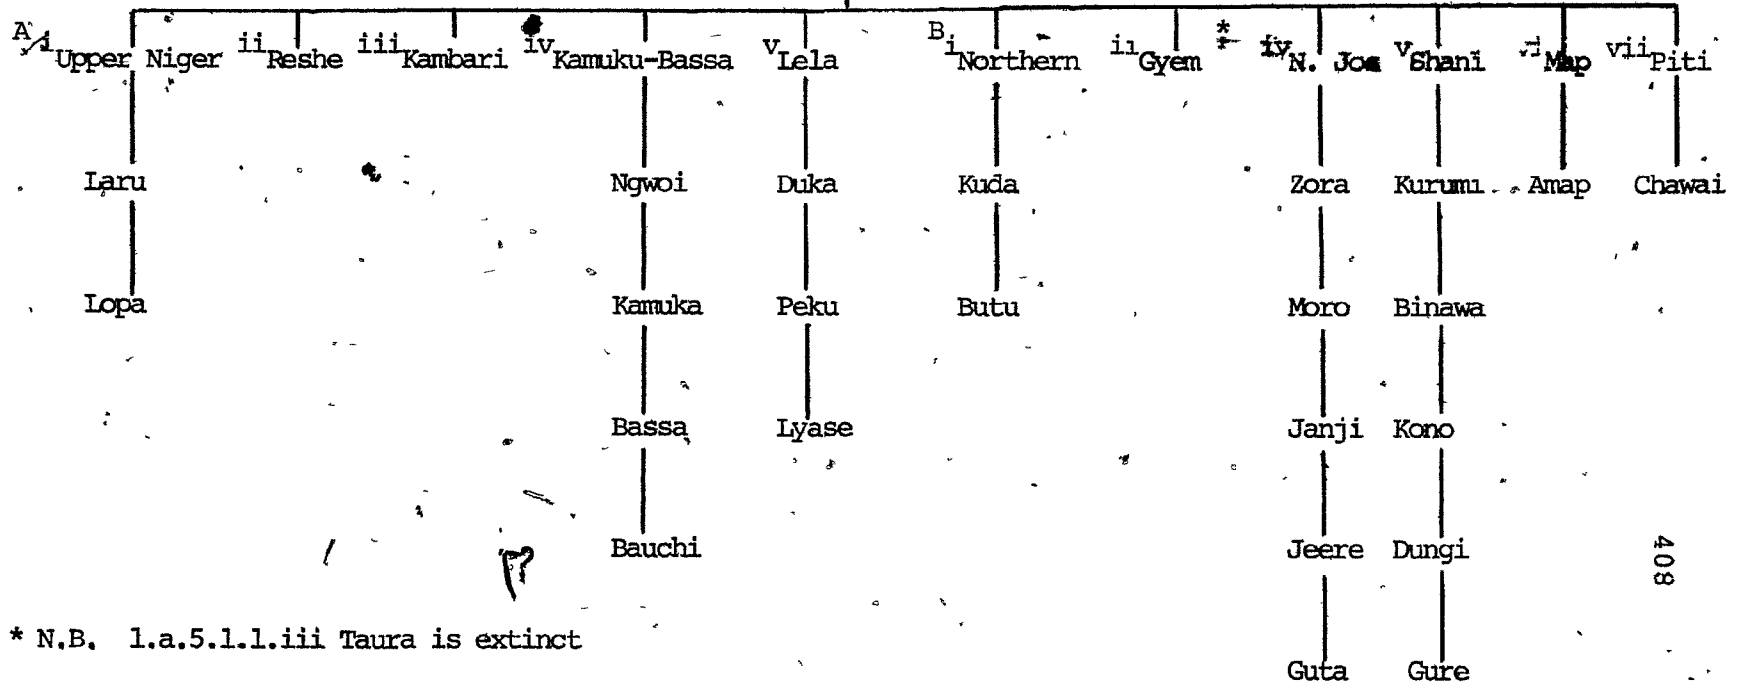 A i Upper Niger ii Reshe iii Kambari iv Kamuku-Bassa v Lela B i Northern ii Gyem * iv N. Jos v Shani vi Map vii Piti
Laru Ngwoi Duka Kuda Zora Kurumi Amap Chawai
Lopa Kamuka Peku Butu Moro Binawa
Bassa Lyase Janji Kono
Bauchi Jeere Dungi
408
* N.B. 1.a.5.1.1.iii Taura is extinct
Guta Gure